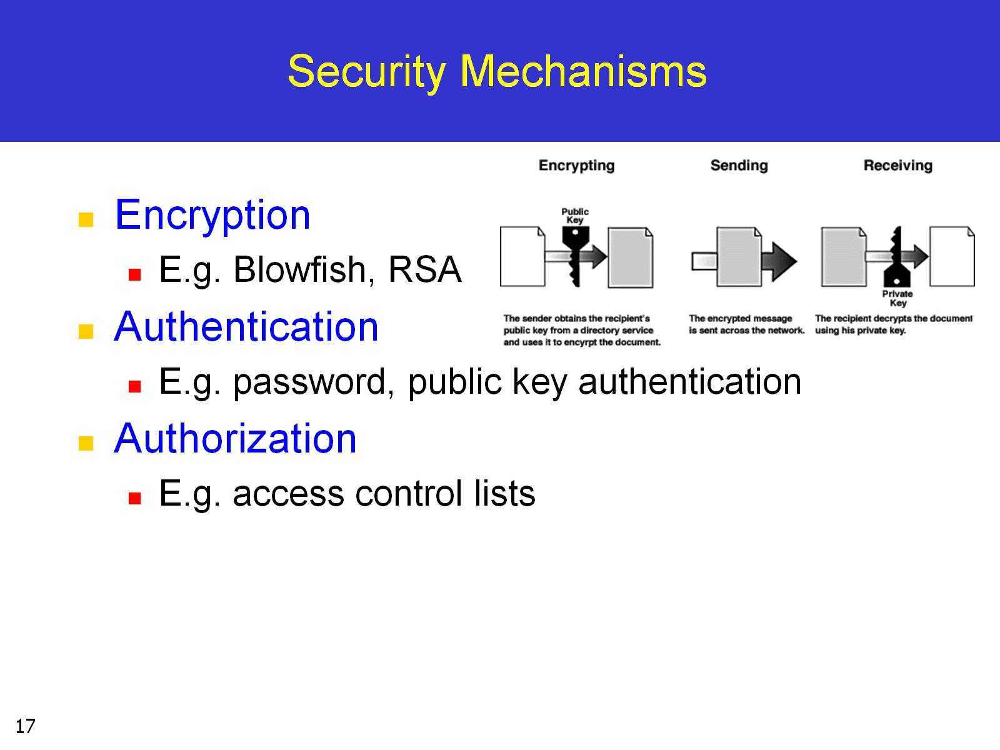 Security Mechanisms
Encrypting Sending Receiving
Encryption
Public
Key
E.g. Blowfish, RSA
Private
Key
Authentication
The sender obtains the recipient's
public key from a directory service
and uses it to encyrpt the document.
The encrypted message
is sent across the network.
The recipient decrypts the document
using his private key.
E.g. password, public key authentication
Authorization
E.g. access control lists
17